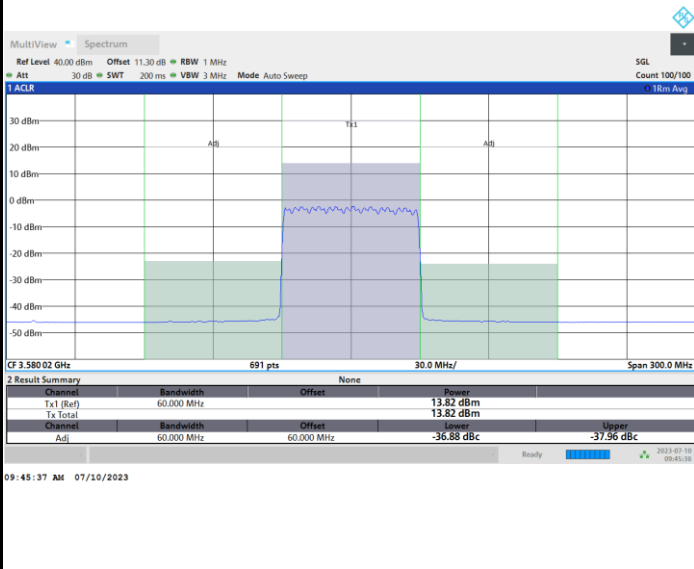 MultiView Spectrum
Ref Level 40.00 dBm Offset 11.30 dB RBW 1 MHz SGL
Att 30 dB SWT 200 ms VBW 3 MHz Mode Auto Sweep Count 100/100
1 ACLR 1Rm Avg
30 dBm
Tx1
20 dBm
Adj Adj
10 dBm
0 dBm
-10 dBm
-20 dBm
-30 dBm
-40 dBm
-50 dBm
CF 3.580 02 GHz 691 pts 30.0 MHz/ Span 300.0 MHz
2 Result Summary None
Channel Bandwidth Offset Power
Tx1 (Ref) 60.000 MHz 13.82 dBm
Tx Total 13.82 dBm
Channel Bandwidth Offset Lower Upper
Adj 60.000 MHz 60.000 MHz -36.88 dBc -37.96 dBc
Ready 2023-07-10
09:45:38
09:45:37 AM 07/10/2023